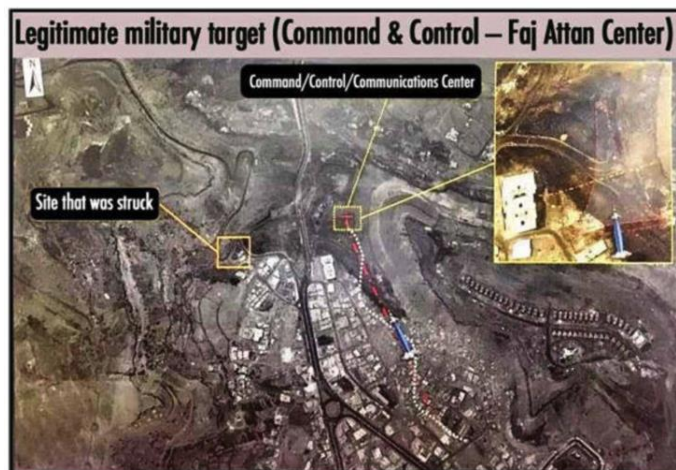 Legitimate military target (Command & Control – Faj Attan Center)
N
Command/Control/Communications Center
Site that was struck